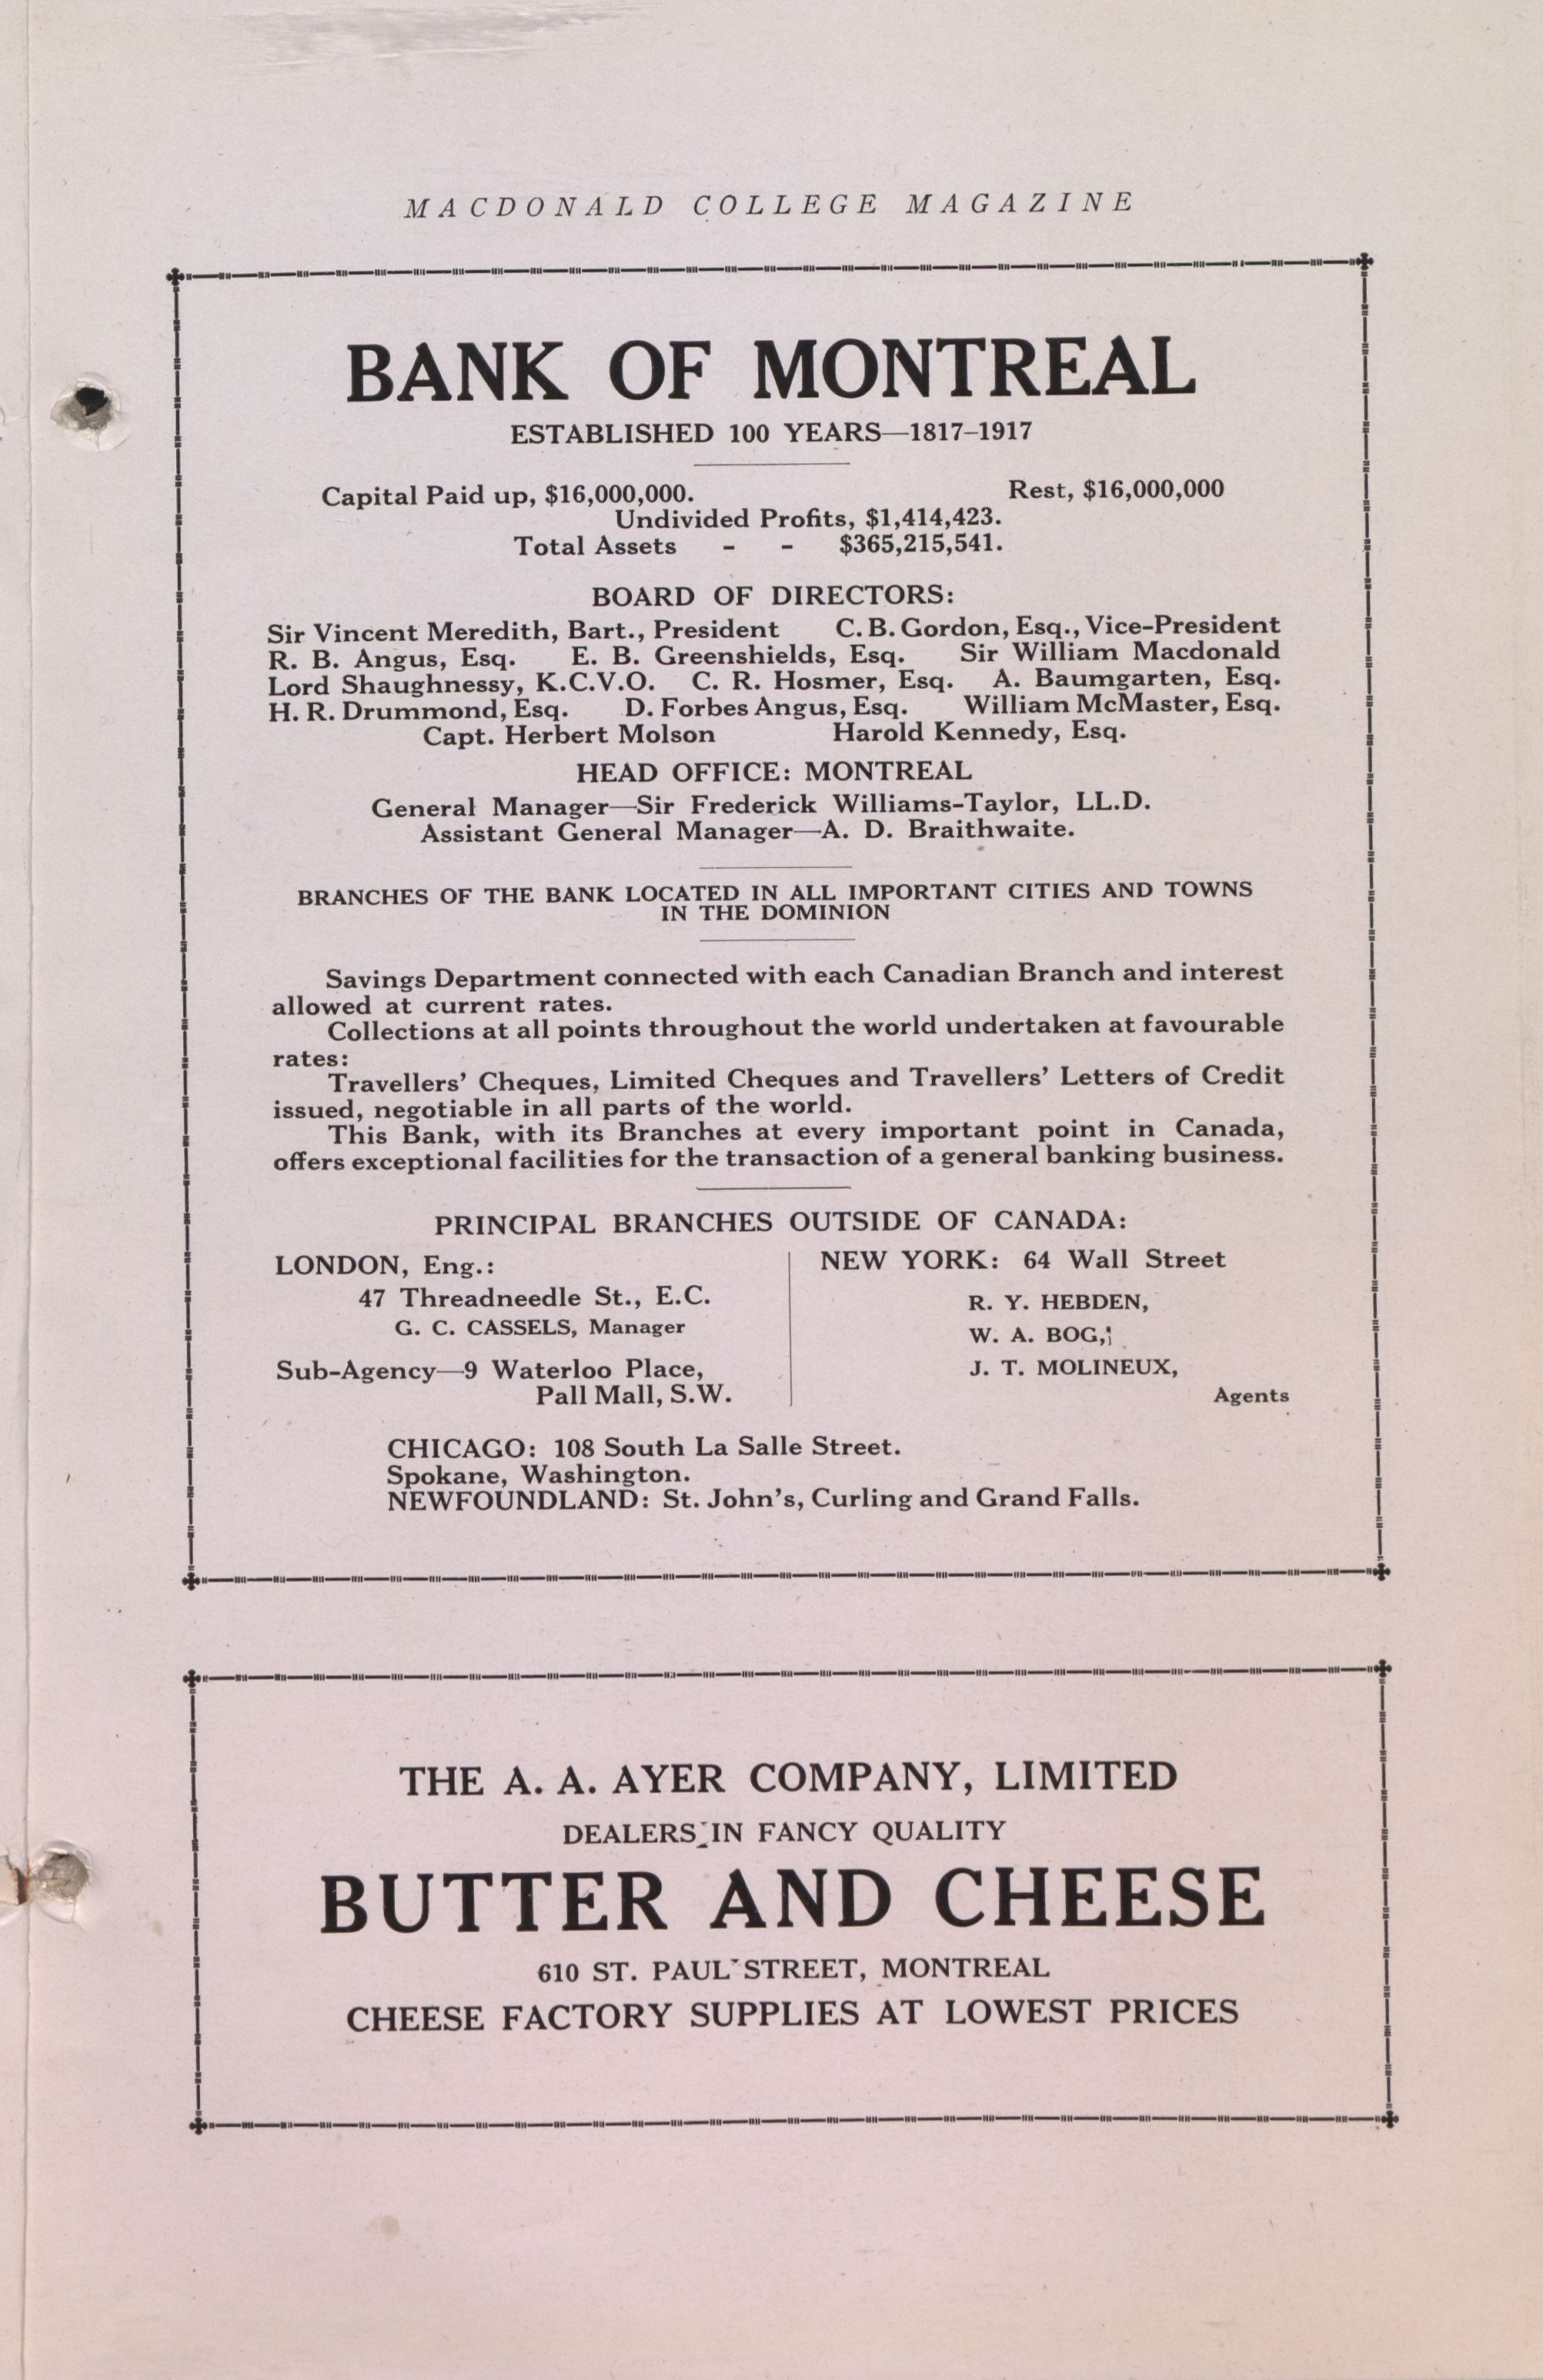 MACDONALD COLLEGE MAGAZINE
BANK OF MONTREAL
ESTABLISHED 100 YEARS—1817–1917
Capital Paid up, $16,000,000. Rest, $16,000,000
Undivided Profits, $1,414,423.
Total Assets - - $365,215,541.
BOARD OF DIRECTORS:
Sir Vincent Meredith, Bart., President C. B. Gordon, Esq., Vice-President
R. B. Angus, Esq. E. B. Greenshields, Esq. Sir William Macdonald
Lord Shaughnessy, K.C.V.O. C. R. Hosmer, Esq. A. Baumgarten, Esq.
H. R. Drummond, Esq. D. Forbes Angus, Esq. William McMaster, Esq.
Capt. Herbert Molson Harold Kennedy, Esq.
HEAD OFFICE: MONTREAL
General Manager—Sir Frederick Williams-Taylor, LL.D.
Assistant General Manager—A. D. Braithwaite.
BRANCHES OF THE BANK LOCATED IN ALL IMPORTANT CITIES AND TOWNS
IN THE DOMINION
Savings Department connected with each Canadian Branch and interest
allowed at current rates.
Collections at all points throughout the world undertaken at favourable
rates:
Travellers' Cheques, Limited Cheques and Travellers' Letters of Credit
issued, negotiable in all parts of the world.
This Bank, with its Branches at every important point in Canada,
offers exceptional facilities for the transaction of a general banking business.
PRINCIPAL BRANCHES OUTSIDE OF CANADA:
LONDON, Eng.:
47 Threadneedle St., E.C.
G. C. CASSELS, Manager
Sub-Agency—9 Waterloo Place,
Pall Mall, S.W.
NEW YORK: 64 Wall Street
R. Y. HEBDEN,
W. A. BOG,
J. T. MOLINEUX,
Agents
CHICAGO: 108 South La Salle Street.
Spokane, Washington.
NEWFOUNDLAND: St. John's, Curling and Grand Falls.
THE A. A. AYER COMPANY, LIMITED
DEALERS IN FANCY QUALITY
BUTTER AND CHEESE
610 ST. PAUL STREET, MONTREAL
CHEESE FACTORY SUPPLIES AT LOWEST PRICES